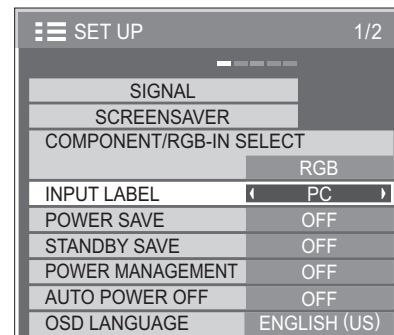 SET UP 1/2
SIGNAL
SCREENSAVER
COMPONENT/RGB-IN SELECT
RGB
INPUT LABEL PC
POWER SAVE OFF
STANDBY SAVE OFF
POWER MANAGEMENT OFF
AUTO POWER OFF OFF
OSD LANGUAGE ENGLISH (US)